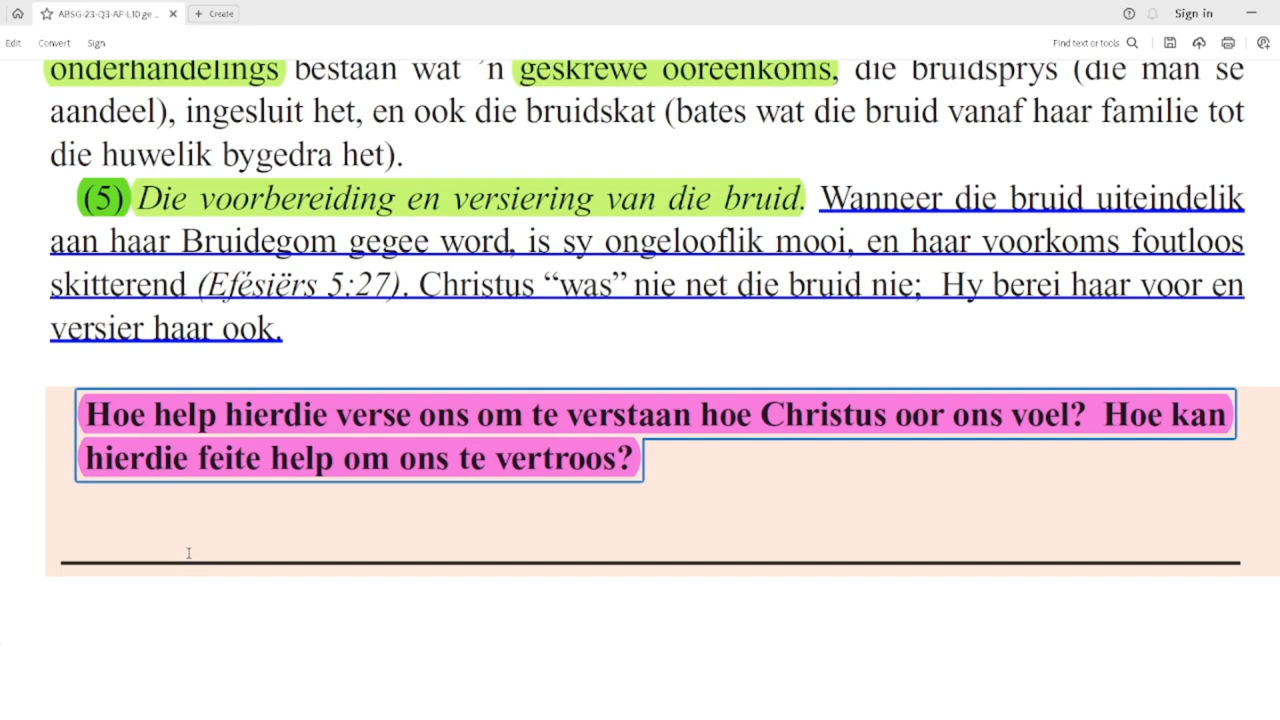 ABSG-23-Q3-AF-L10 ge ...
Create
Sign in
Edit Convert Sign
Find text or tools
onderhandelings bestaan wat ’n geskrewe ooreenkoms, die bruidsprys (die man se
aandeel), ingesluit het, en ook die bruidskat (bates wat die bruid vanaf haar familie tot
die huwelik bygedra het).
(5) Die voorbereiding en versiering van die bruid. Wanneer die bruid uiteindelik
aan haar Bruidegom gegee word, is sy ongelooflik mooi, en haar voorkoms foutloos
skitterend (Efésiërs 5:27). Christus “was” nie net die bruid nie; Hy berei haar voor en
versier haar ook.
Hoe help hierdie verse ons om te verstaan hoe Christus oor ons voel? Hoe kan
hierdie feite help om ons te vertroos?